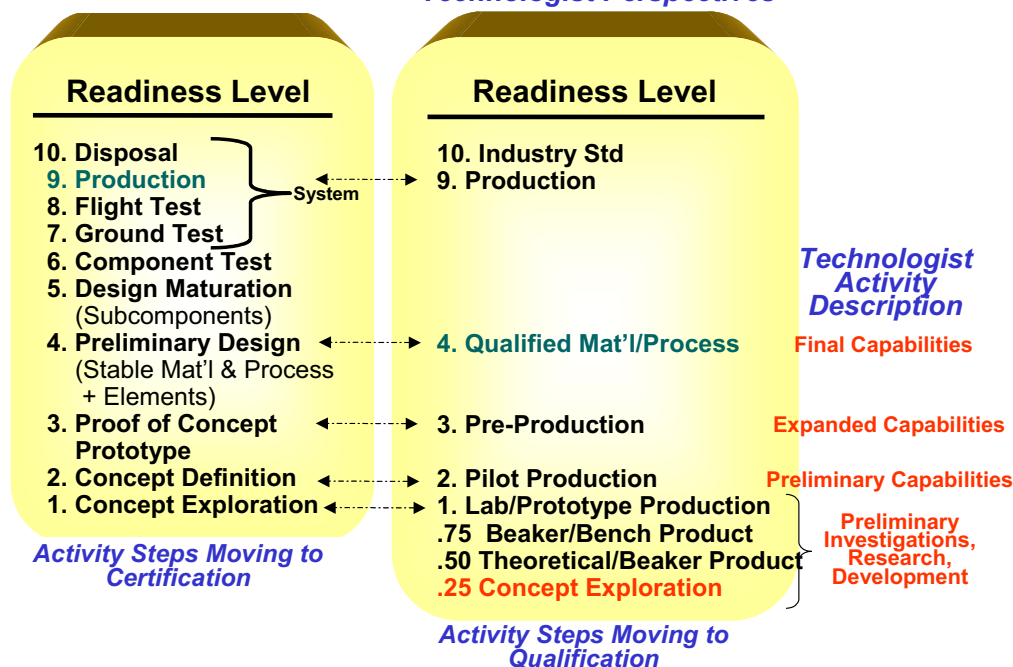 Technologist Perspectives
Readiness Level
10. Disposal
9. Production
8. Flight Test
7. Ground Test
System
6. Component Test
5. Design Maturation
(Subcomponents)
4. Preliminary Design
(Stable Mat'l & Process
+ Elements)
3. Proof of Concept
Prototype
2. Concept Definition
1. Concept Exploration
Activity Steps Moving to
Certification
Readiness Level
10. Industry Std
9. Production
4. Qualified Mat'l/Process
3. Pre-Production
2. Pilot Production
1. Lab/Prototype Production
.75 Beaker/Bench Product
.50 Theoretical/Beaker Product
.25 Concept Exploration
Activity Steps Moving to
Qualification
Technologist
Activity
Description
Final Capabilities
Expanded Capabilities
Preliminary Capabilities
Preliminary
Investigations,
Research,
Development